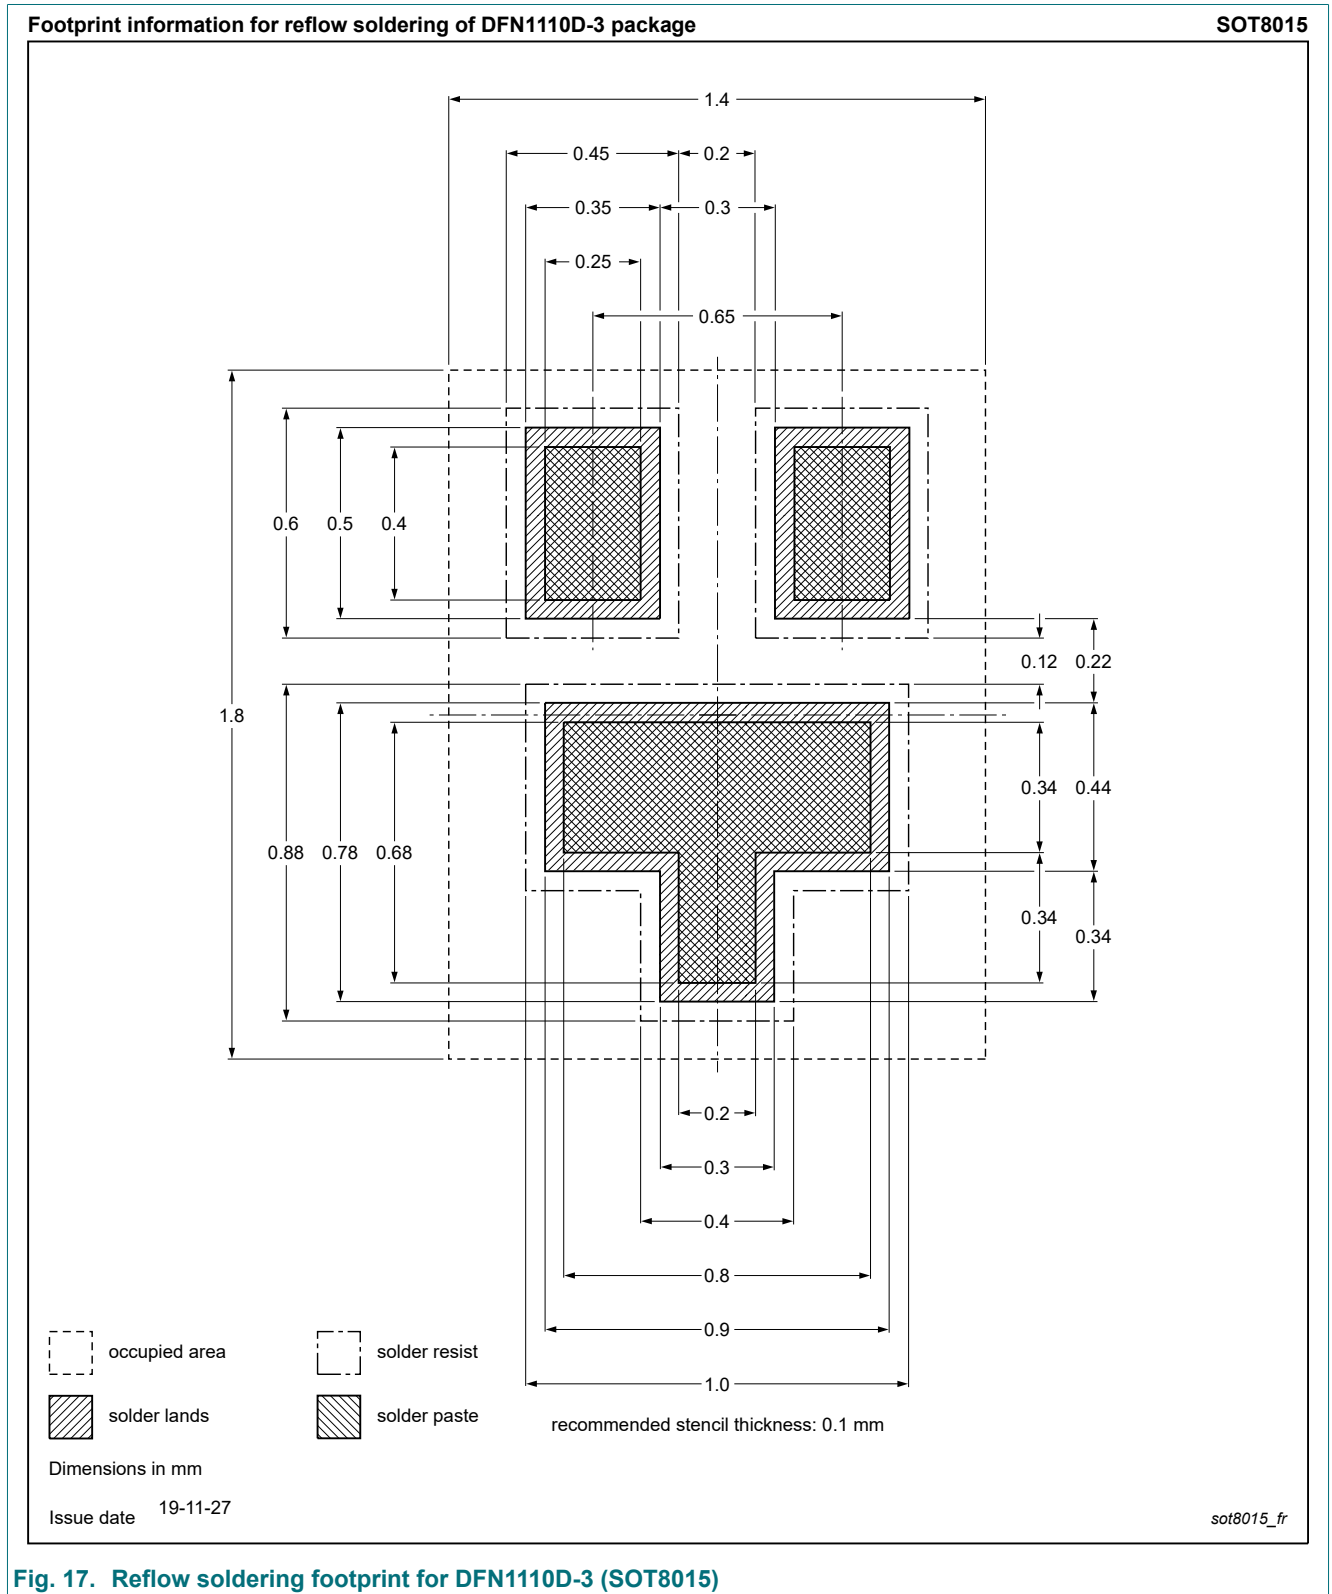 Footprint information for reflow soldering of DFN1110D-3 package SOT8015
1.4
0.45 0.2
0.35 0.3
0.25
0.65
0.6 0.5 0.4
0.12 0.22
1.8
0.34 0.44
0.88 0.78 0.68
0.34 0.34
0.2
0.3
0.4
0.8
0.9
1.0
occupied area solder resist
solder lands solder paste recommended stencil thickness: 0.1 mm
Dimensions in mm
Issue date 19-11-27 sot8015_fr
Fig. 17. Reflow soldering footprint for DFN1110D-3 (SOT8015)